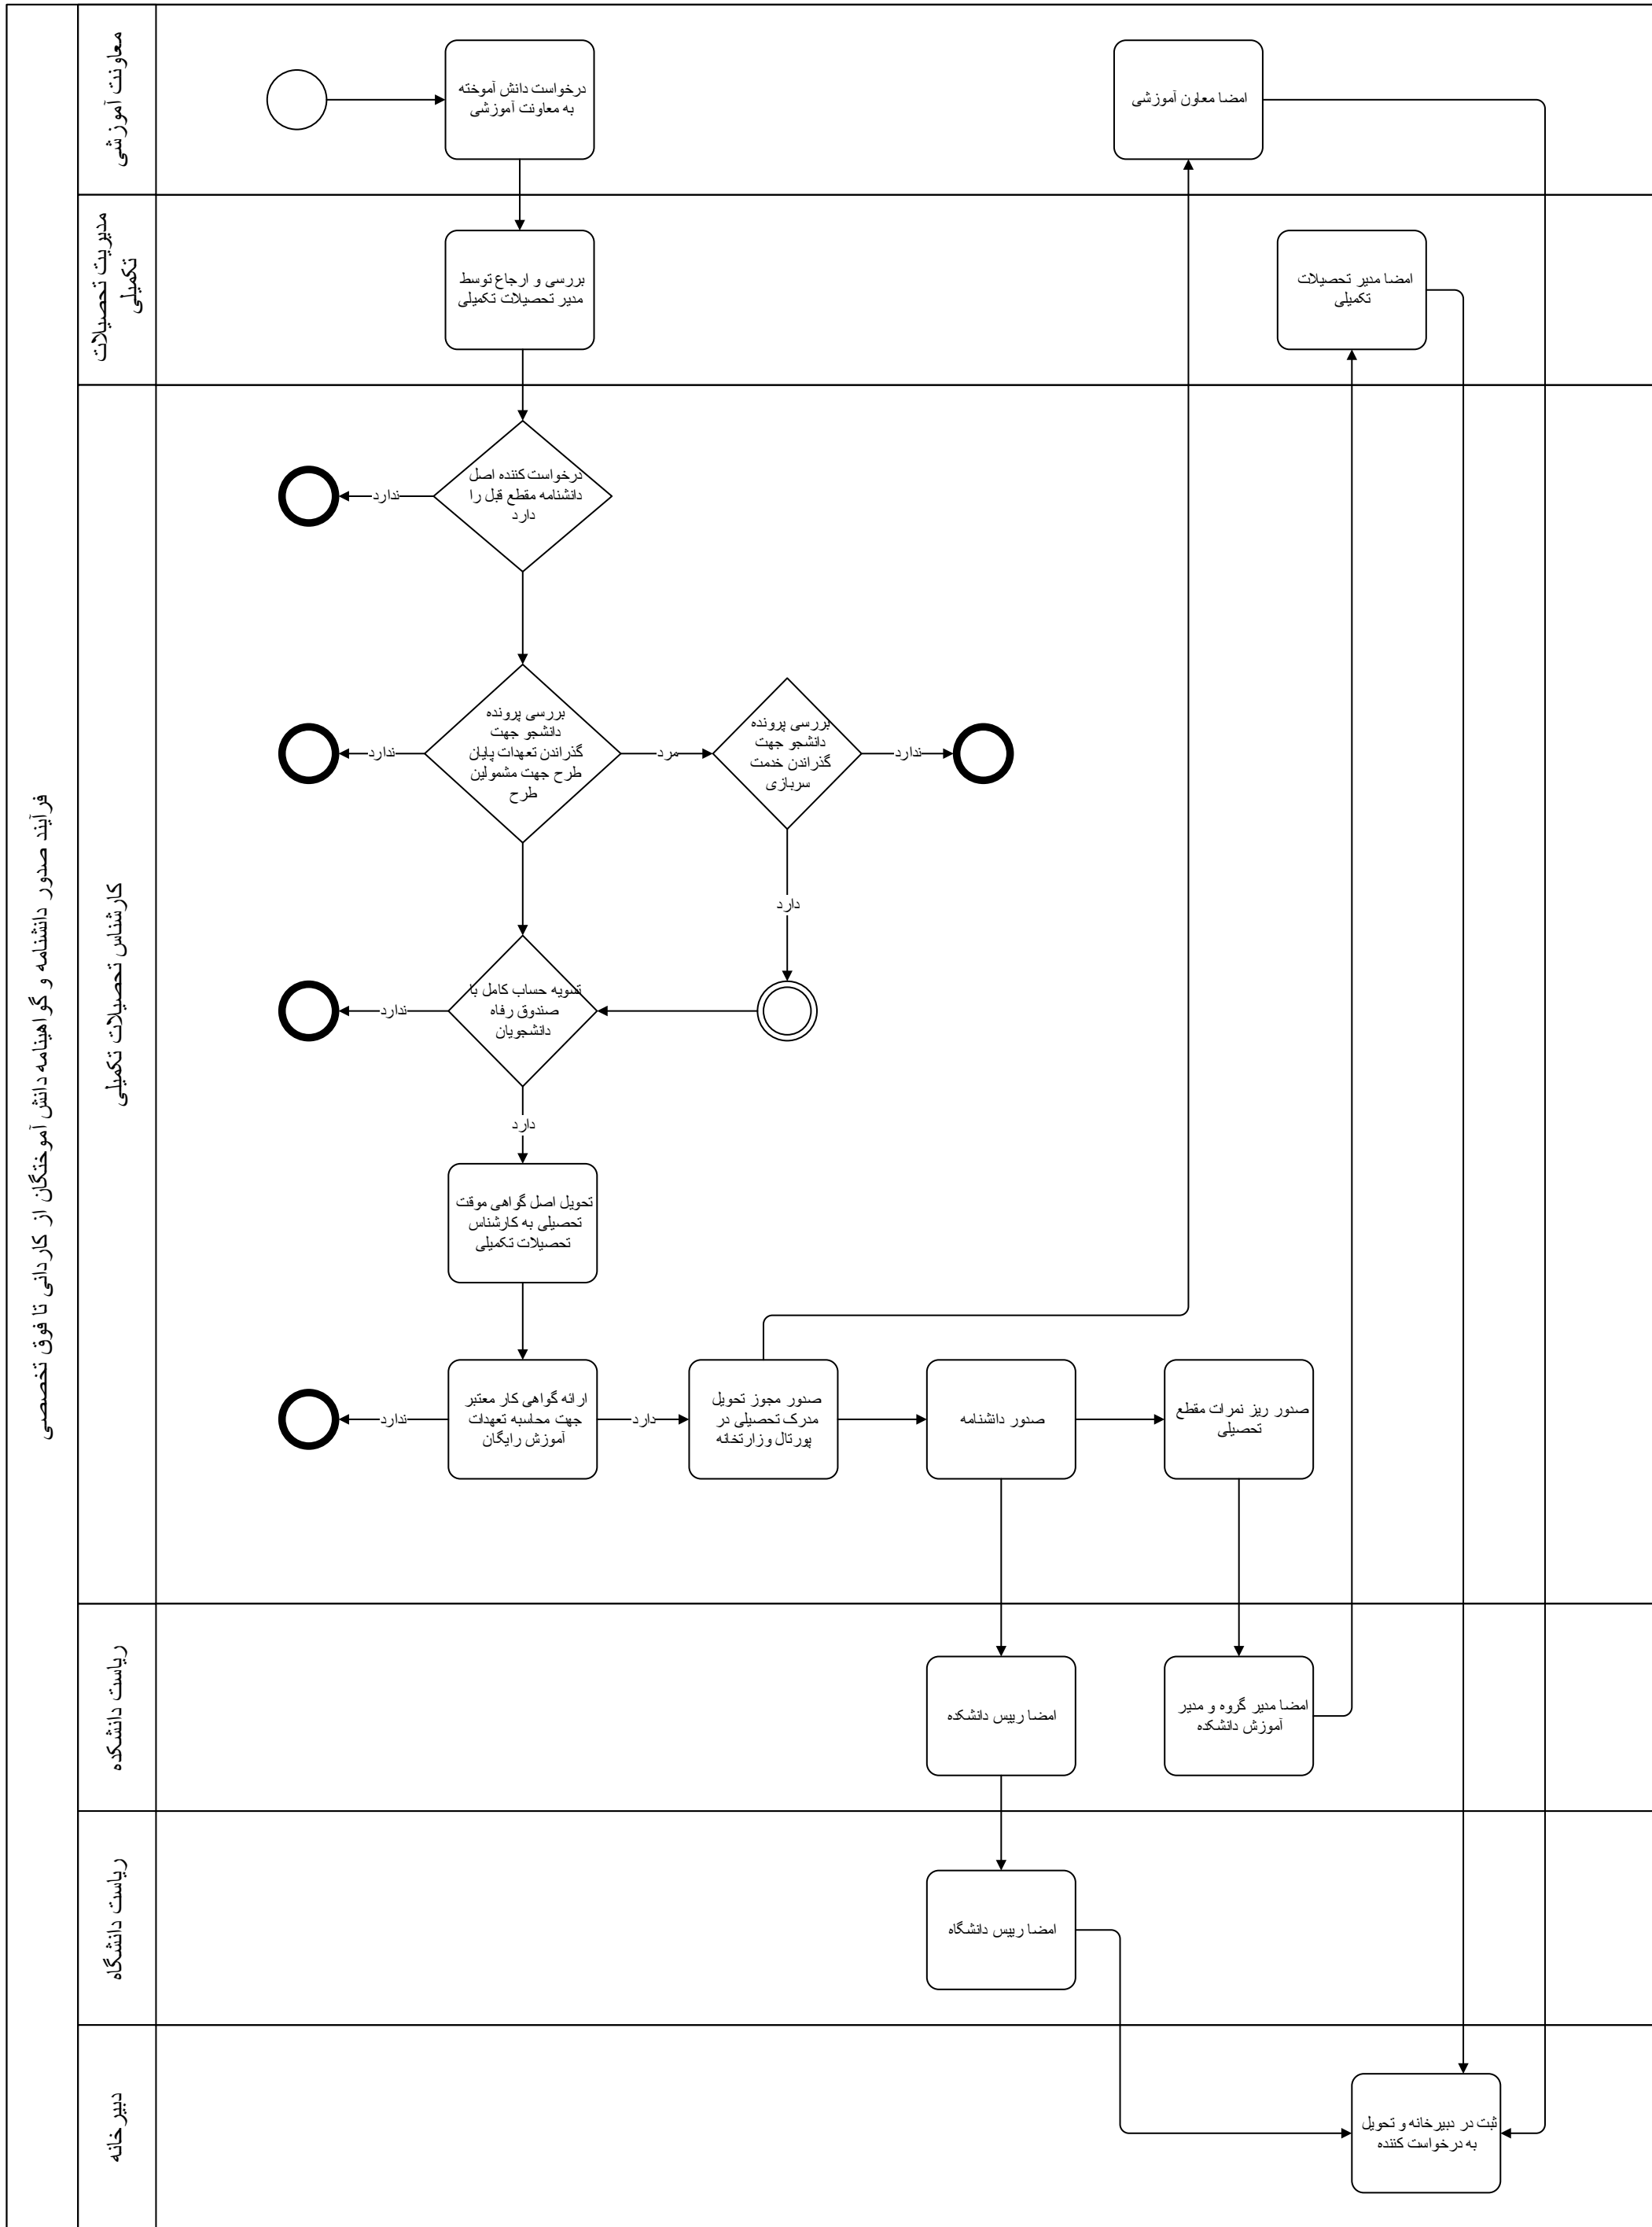 فرآیند صدور دانشنامه و گواهینامه دانش آموختگان از کاردانی تا فوق تخصصی
معاونت آموزشی
درخواست دانش آموخته
به معاونت آموزشی
امضا معاون آموزشی
مدیریت تحصیلات
تکمیلی
بررسی و ارجاع توسط
مدیر تحصیلات تکمیلی
امضا مدیر تحصیلات
تکمیلی
کارشناس تحصیلات تکمیلی
درخواست کننده اصل
دانشنامه مقطع قبل را
دارد
ندارد
بررسی پرونده
دانشجو جهت
گذراندن تعهدات پایان
طرح جهت مشمولین
طرح
ندارد
مرد
بررسی پرونده
دانشجو جهت
گذراندن خدمت
سربازی
ندارد
دارد
تسویه حساب کامل با
صندوق رفاه
دانشجویان
ندارد
دارد
تحویل اصل گواهی موقت
تحصیلی به کارشناس
تحصیلات تکمیلی
ارائه گواهی کار معتبر
جهت محاسبه تعهدات
آموزش رایگان
ندارد
دارد
صدور مجوز تحویل
مدرک تحصیلی در
پورتال وزارتخانه
صدور دانشنامه
صدور ریز نمرات مقطع
تحصیلی
ریاست دانشکده
امضا رییس دانشکده
امضا مدیر گروه و مدیر
آموزش دانشکده
ریاست دانشگاه
امضا رییس دانشگاه
دبیرخانه
ثبت در دبیرخانه و تحویل
به درخواست کننده